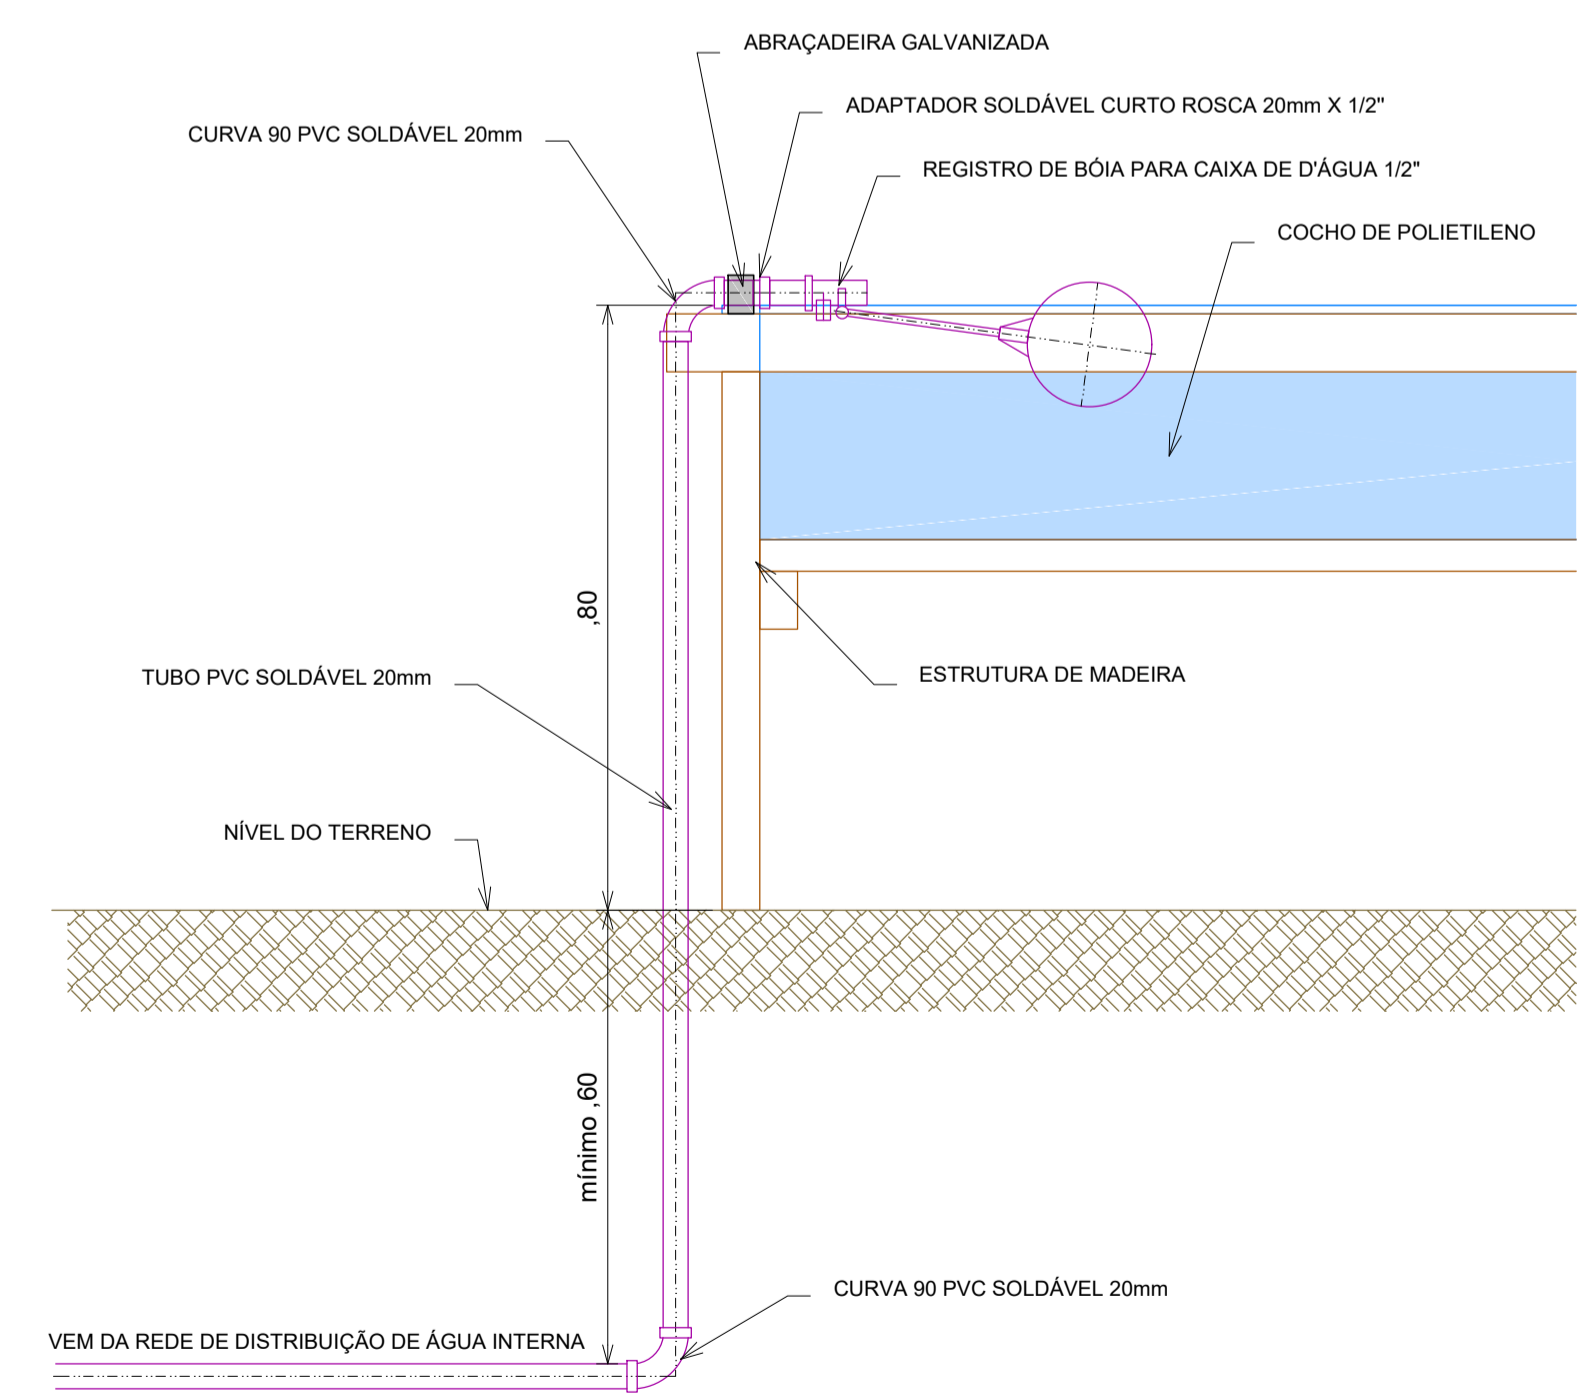 ABRAÇADEIRA GALVANIZADA
ADAPTADOR SOLDÁVEL CURTO ROSCA 20mm X 1/2"
CURVA 90 PVC SOLDÁVEL 20mm
REGISTRO DE BÓIA PARA CAIXA DE D'ÁGUA 1/2"
COCHO DE POLIETILENO
,80
TUBO PVC SOLDÁVEL 20mm
ESTRUTURA DE MADEIRA
NÍVEL DO TERRENO
mínimo ,60
CURVA 90 PVC SOLDÁVEL 20mm
VEM DA REDE DE DISTRIBUIÇÃO DE ÁGUA INTERNA